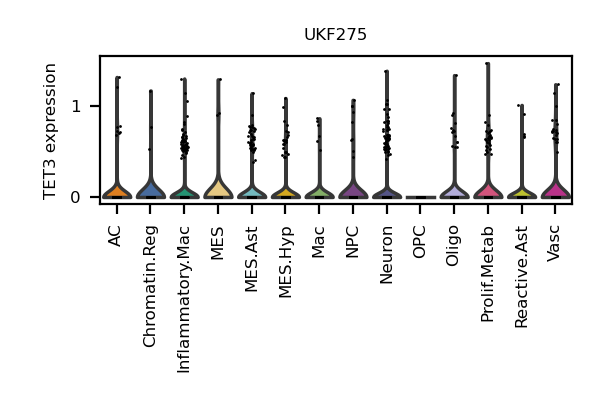 UKF275
TET3 expression
1
0
AC
Chromatin.Reg
Inflammatory.Mac
MES
MES.Ast
MES.Hyp
Mac
NPC
Neuron
OPC
Oligo
Prolif.Metab
Reactive.Ast
Vasc